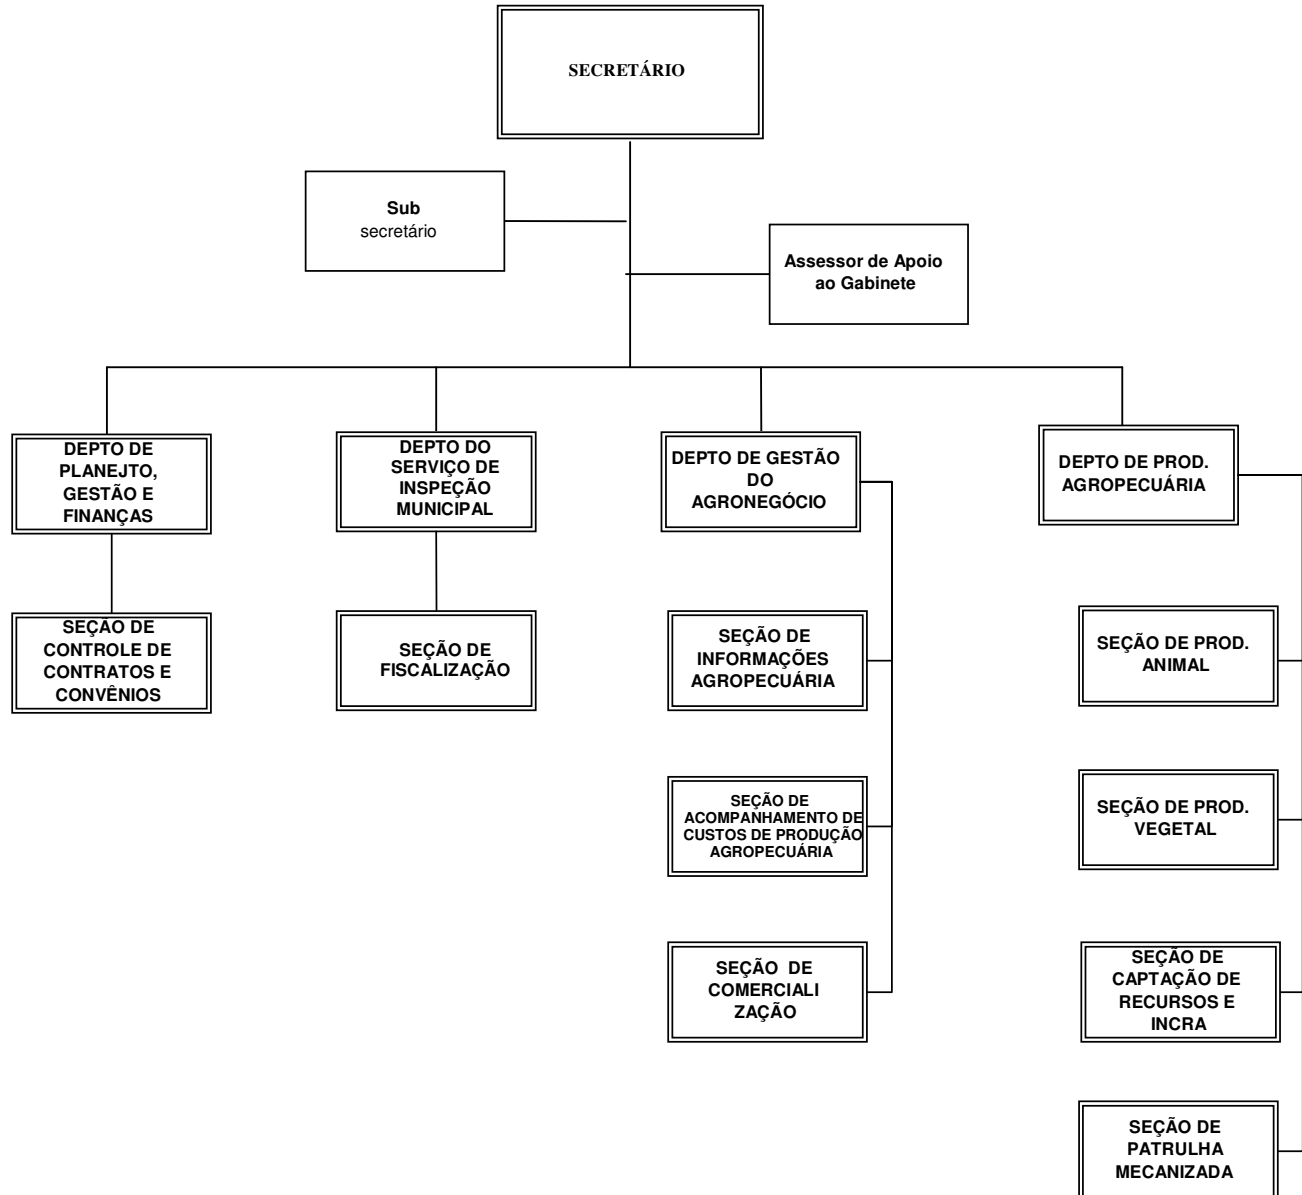 SECRETÁRIO
Sub
secretário
Assessor de Apoio
ao Gabinete
DEPTO DE
PLANEJTO,
GESTÃO E
FINANÇAS
DEPTO DO
SERVIÇO DE
INSPEÇÃO
MUNICIPAL
DEPTO DE GESTÃO
DO
AGRONEGÓCIO
DEPTO DE PROD.
AGROPECUÁRIA
SEÇÃO DE
CONTROLE DE
CONTRATOS E
CONVÊNIOS
SEÇÃO DE
FISCALIZAÇÃO
SEÇÃO DE
INFORMAÇÕES
AGROPECUÁRIA
SEÇÃO DE PROD.
ANIMAL
SEÇÃO DE
ACOMPANHAMENTO DE
CUSTOS DE PRODUÇÃO
AGROPECUÁRIA
SEÇÃO DE PROD.
VEGETAL
SEÇÃO DE
COMERCIALI
ZAÇÃO
SEÇÃO DE
CAPTAÇÃO DE
RECURSOS E
INCRA
SEÇÃO DE
PATRULHA
MECANIZADA